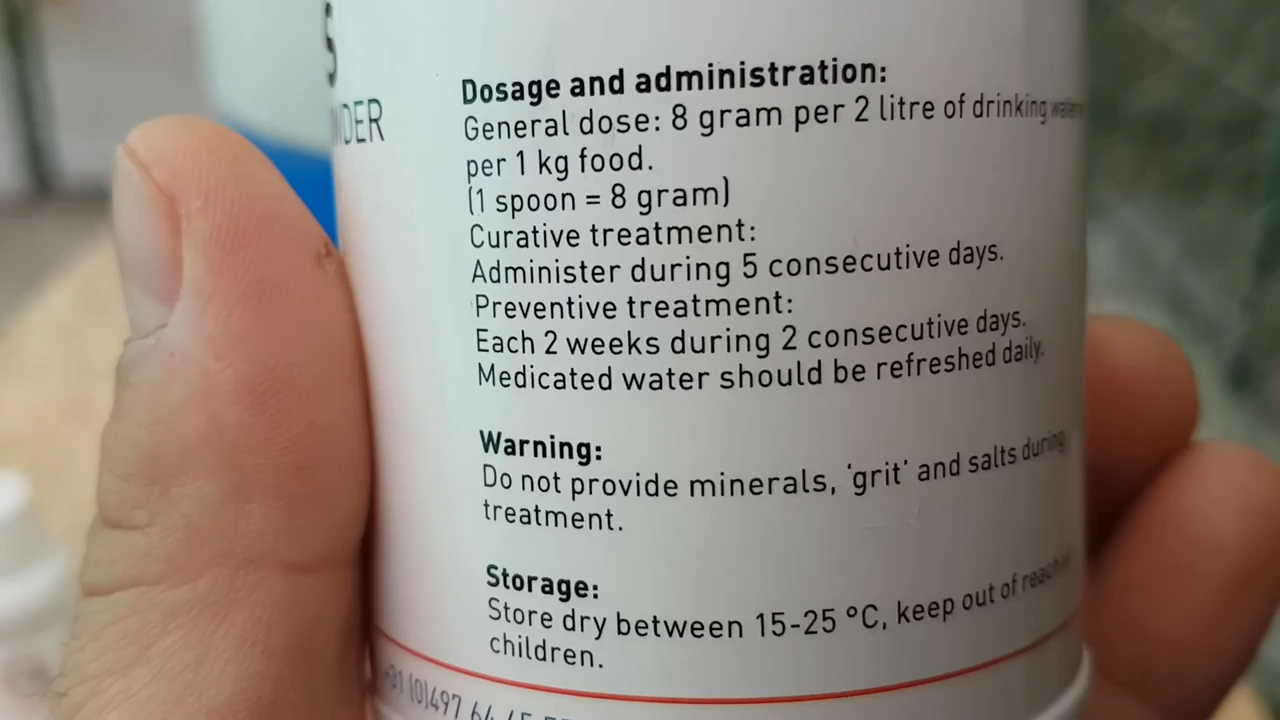 S
Dosage and administration:
General dose: 8 gram per 2 litre of drinking water
per 1 kg food.
(1 spoon = 8 gram)
Curative treatment:
Administer during 5 consecutive days.
Preventive treatment:
Each 2 weeks during 2 consecutive days.
Medicated water should be refreshed daily.
Warning:
Do not provide minerals, 'grit' and salts during
treatment.
Storage:
Store dry between 15-25 °C, keep out of reach of
children.